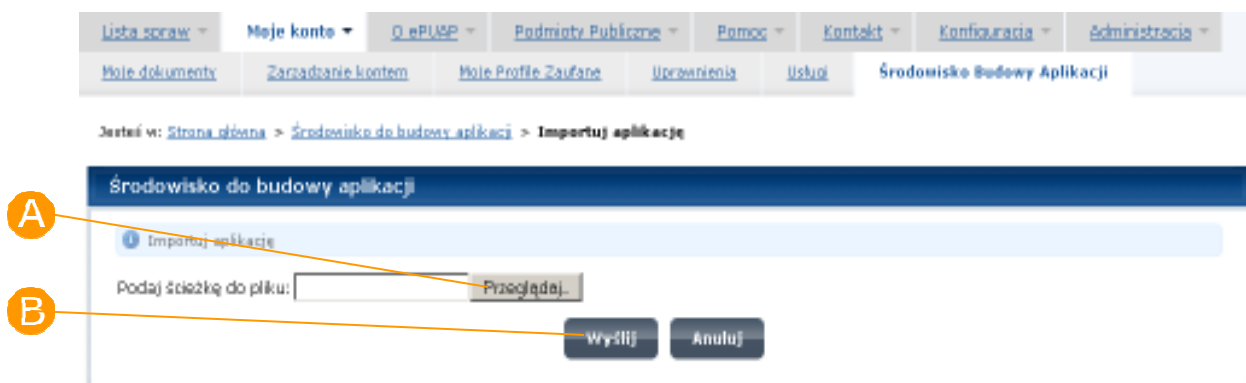 Lista spraw Moje konto O ePUAP Podmioty Publiczne Pomoc Kontakt Konfiguracja Administracja
Moje dokumenty Zarządzanie kontem Moje Profile Zaufane Uprawnienia Usługi Środowisko Budowy Aplikacji
Jesteś w: Strona główna > Środowisko do budowy aplikacji > Importuj aplikację
Środowisko do budowy aplikacji
A
Importuj aplikację
Podaj ścieżkę do pliku: Przeglądaj...
B
Wyślij Anuluj